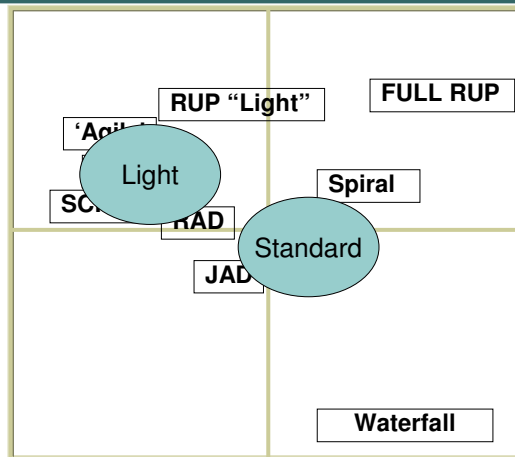 FULL RUP
RUP “Light”
Light
Spiral
RAD
Standard
JAD
Waterfall